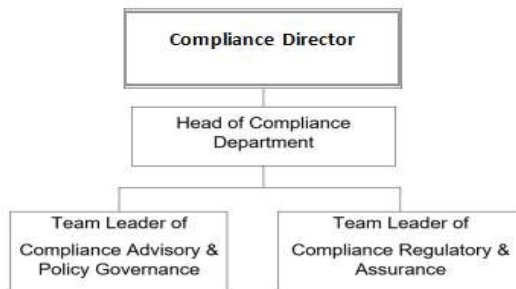 Compliance Director
Head of Compliance
Department
Team Leader of
Compliance Advisory &
Policy Governance
Team Leader of
Compliance Regulatory &
Assurance